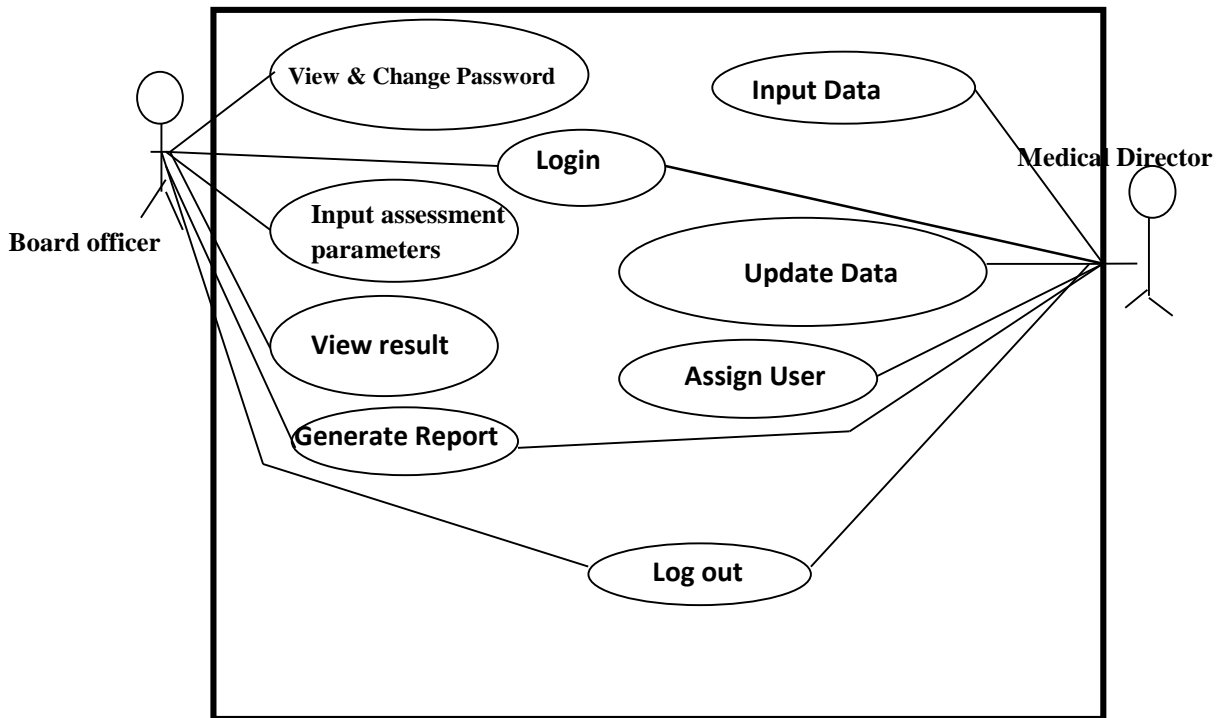 View & Change Password
Input Data
Login
Medical Director
Input assessment
parameters
Board officer
Update Data
View result
Assign User
Generate Report
Log out